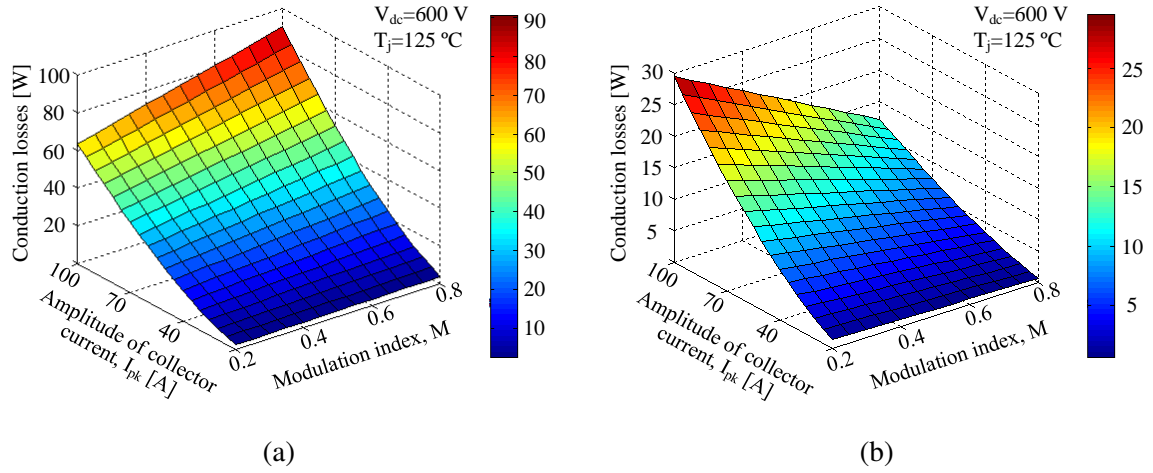 V_dc=600 V
T_j=125 ºC
Conduction losses [W]
100
80
60
40
20
100
70
40
Amplitude of collector
current, I_pk [A]
0.2
0.4
0.6
0.8
Modulation index, M
90
80
70
60
50
40
30
20
10
(a)
V_dc=600 V
T_j=125 ºC
Conduction losses [W]
30
25
20
15
10
5
100
70
40
Amplitude of collector
current, I_pk [A]
0.2
0.4
0.6
0.8
Modulation index, M
25
20
15
10
5
(b)